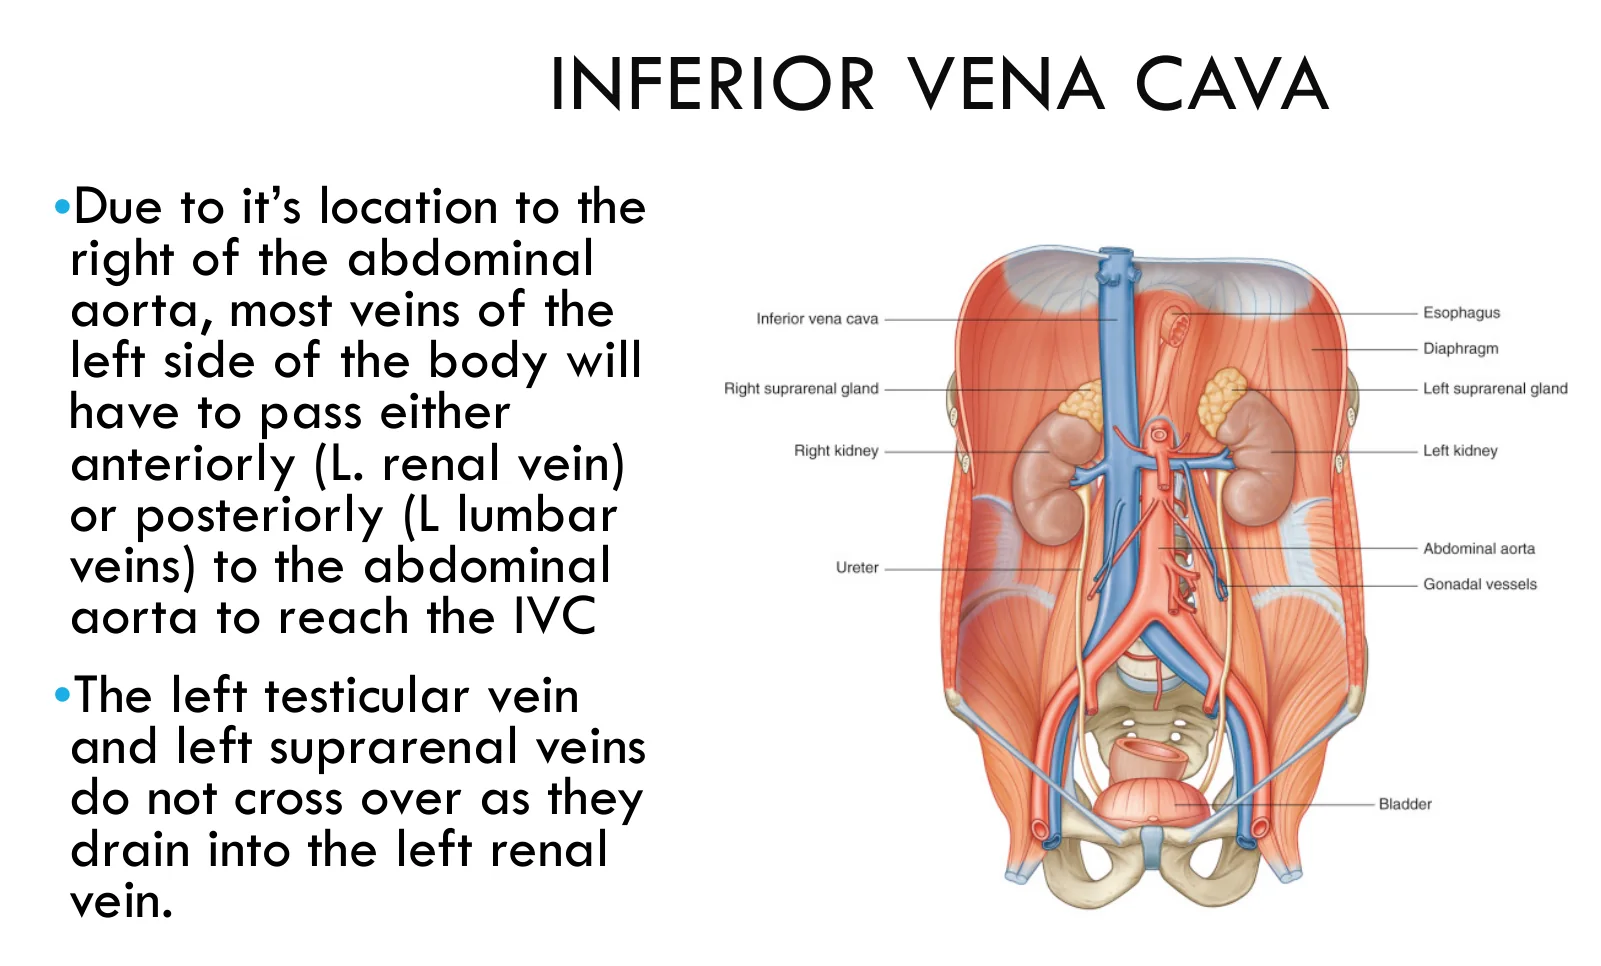 INFERIOR VENA CAVA
•Due to it’s location to the
right of the abdominal
aorta, most veins of the
left side of the body will
have to pass either
anteriorly (L. renal vein)
or posteriorly (L lumbar
veins) to the abdominal
aorta to reach the IVC
•The left testicular vein
and left suprarenal veins
do not cross over as they
drain into the left renal
vein.
Inferior vena cava
Right suprarenal gland
Right kidney
Ureter
Esophagus
Diaphragm
Left suprarenal gland
Left kidney
Abdominal aorta
Gonadal vessels
Bladder